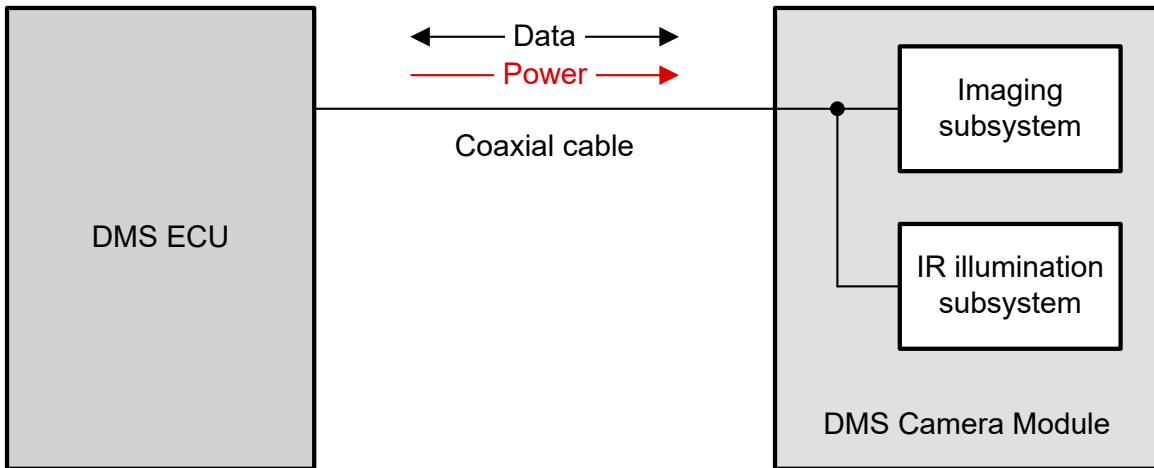 Data
Power
Coaxial cable
DMS ECU
Imaging
subsystem
IR illumination
subsystem
DMS Camera Module